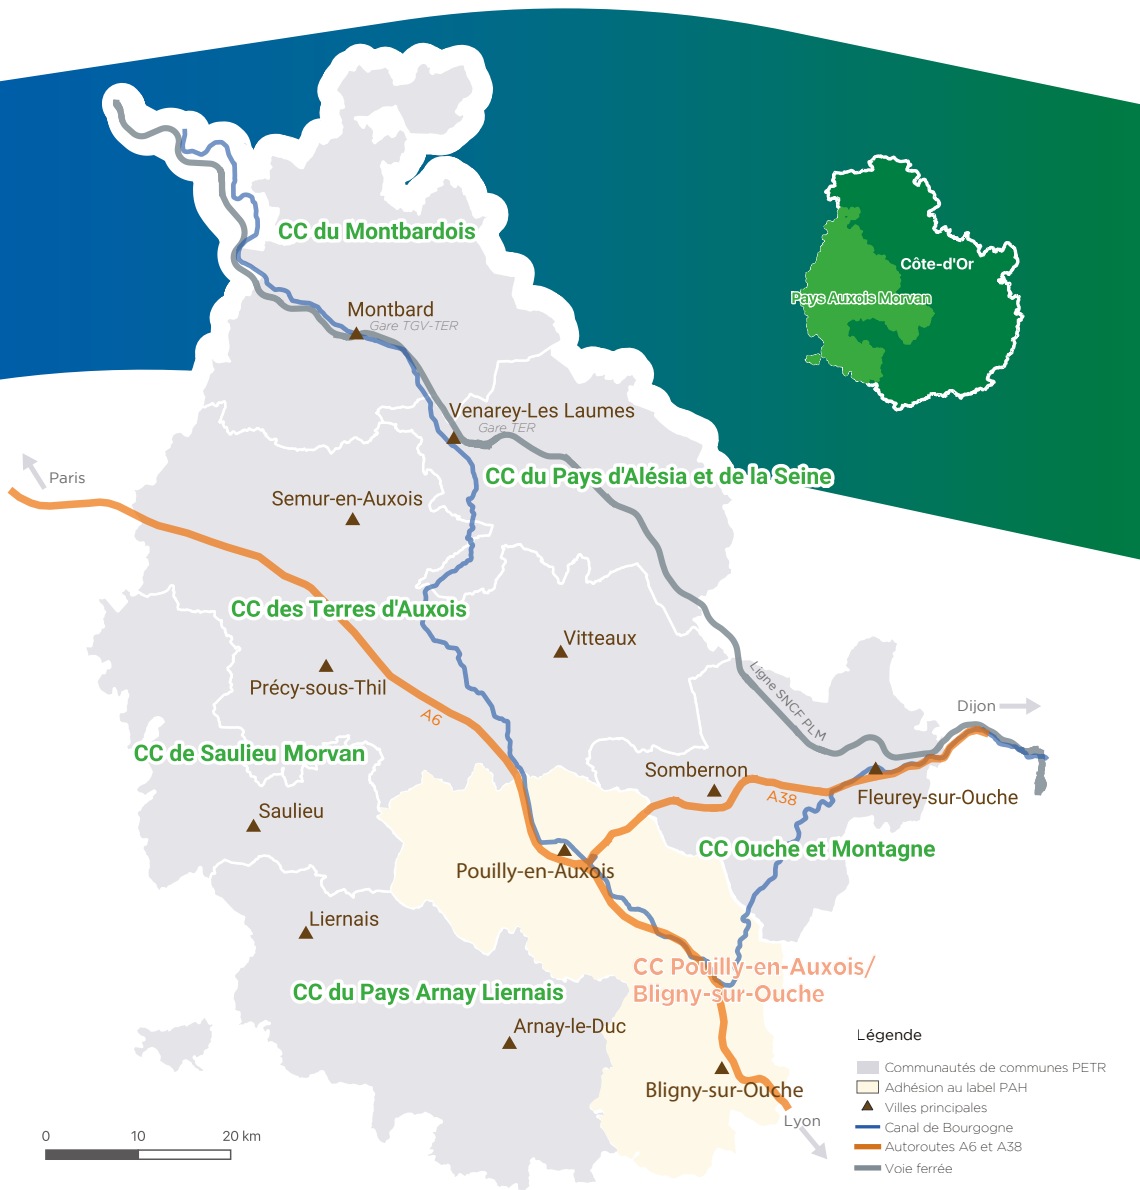 CC du Montbardois
Côte-d'Or
Pays Auxois Morvan
Montbard
Gare TGV-TER
Venarey-Les Laumes
Gare TER
Paris
CC du Pays d'Alésia et de la Seine
Semur-en-Auxois
CC des Terres d'Auxois
Vitteaux
Précy-sous-Thil
Ligne SNCF PLM
A6
Dijon
CC de Saulieu Morvan
Sombernon
A38
Fleurey-sur-Ouche
Saulieu
CC Ouche et Montagne
Pouilly-en-Auxois
Liernais
CC Pouilly-en-Auxois/
Bligny-sur-Ouche
CC du Pays Arnay Liernais
Arnay-le-Duc
Bligny-sur-Ouche
Lyon
Légende
Communautés de communes PETR
Adhésion au label PAH
Villes principales
Canal de Bourgogne
Autoroutes A6 et A38
Voie ferrée
0 10 20 km